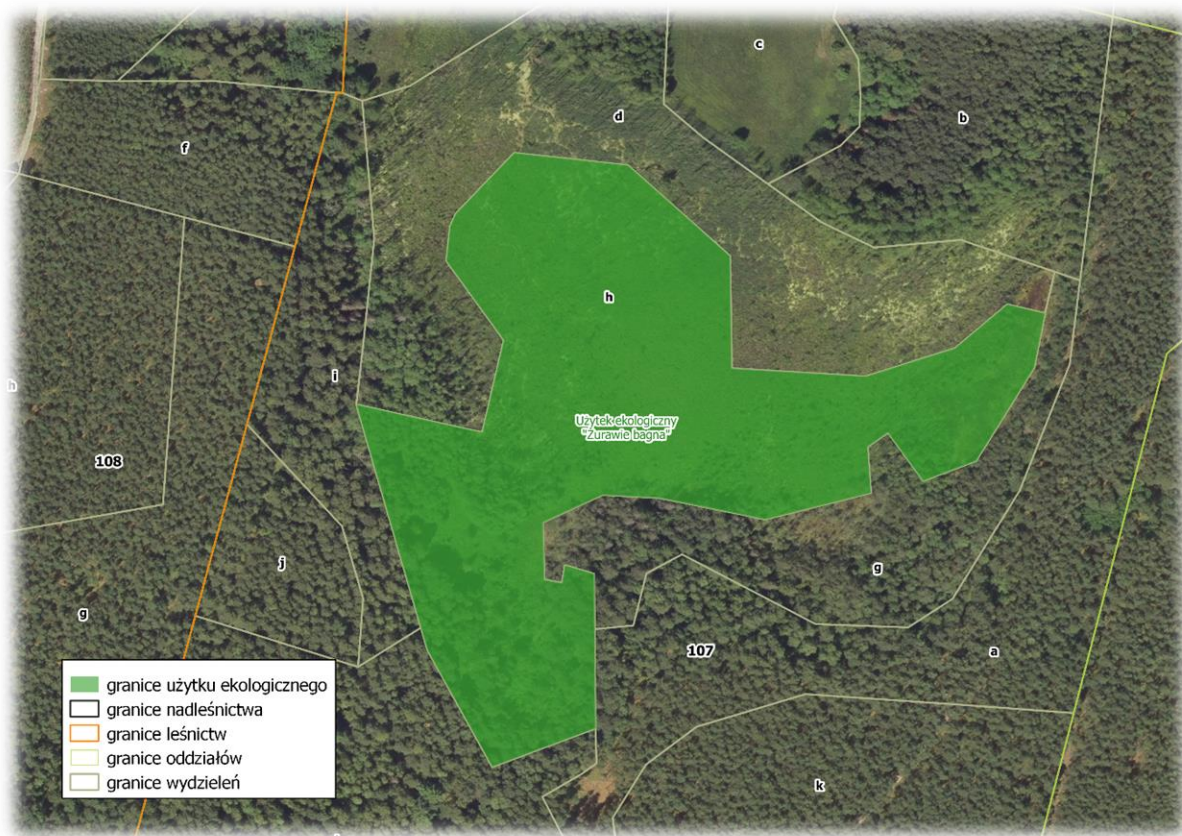 c
d
b
f
h
i
h
Użytek ekologiczny
"Żurawie bagna"
108
j
g
g
107
a
k
granice użytku ekologicznego
granice nadleśnictwa
granice leśnictw
granice oddziałów
granice wydzieleń